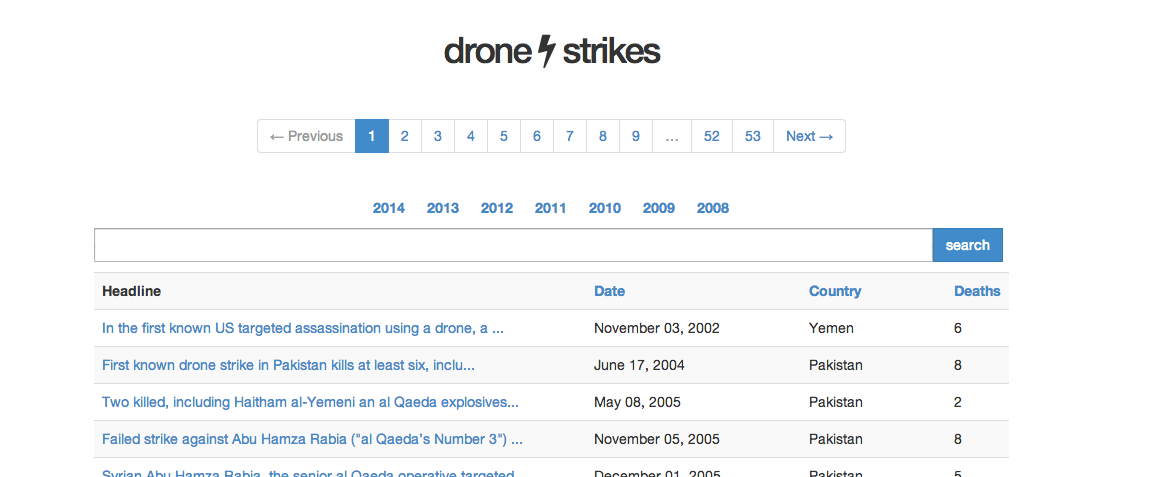 drone strikes
← Previous 1 2 3 4 5 6 7 8 9 … 52 53 Next →
2014 2013 2012 2011 2010 2009 2008
search
Headline Date Country Deaths
In the first known US targeted assassination using a drone, a ... November 03, 2002 Yemen 6
First known drone strike in Pakistan kills at least six, inclu... June 17, 2004 Pakistan 8
Two killed, including Haitham al-Yemeni an al Qaeda explosives... May 08, 2005 Pakistan 2
Failed strike against Abu Hamza Rabia ("al Qaeda's Number 3") ... November 05, 2005 Pakistan 8
Syrian Abu Hamza Rabia, the senior al Qaeda operative targeted December 01, 2005 Pakistan 5